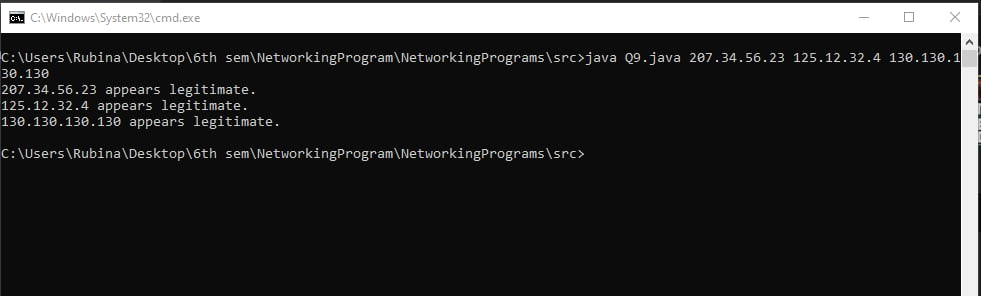 C:\Windows\System32\cmd.exe
C:\Users\Rubina\Desktop\6th sem\NetworkingProgram\NetworkingPrograms\src>java Q9.java 207.34.56.23 125.12.32.4 130.130.1
30.130
207.34.56.23 appears legitimate.
125.12.32.4 appears legitimate.
130.130.130.130 appears legitimate.
C:\Users\Rubina\Desktop\6th sem\NetworkingProgram\NetworkingPrograms\src>